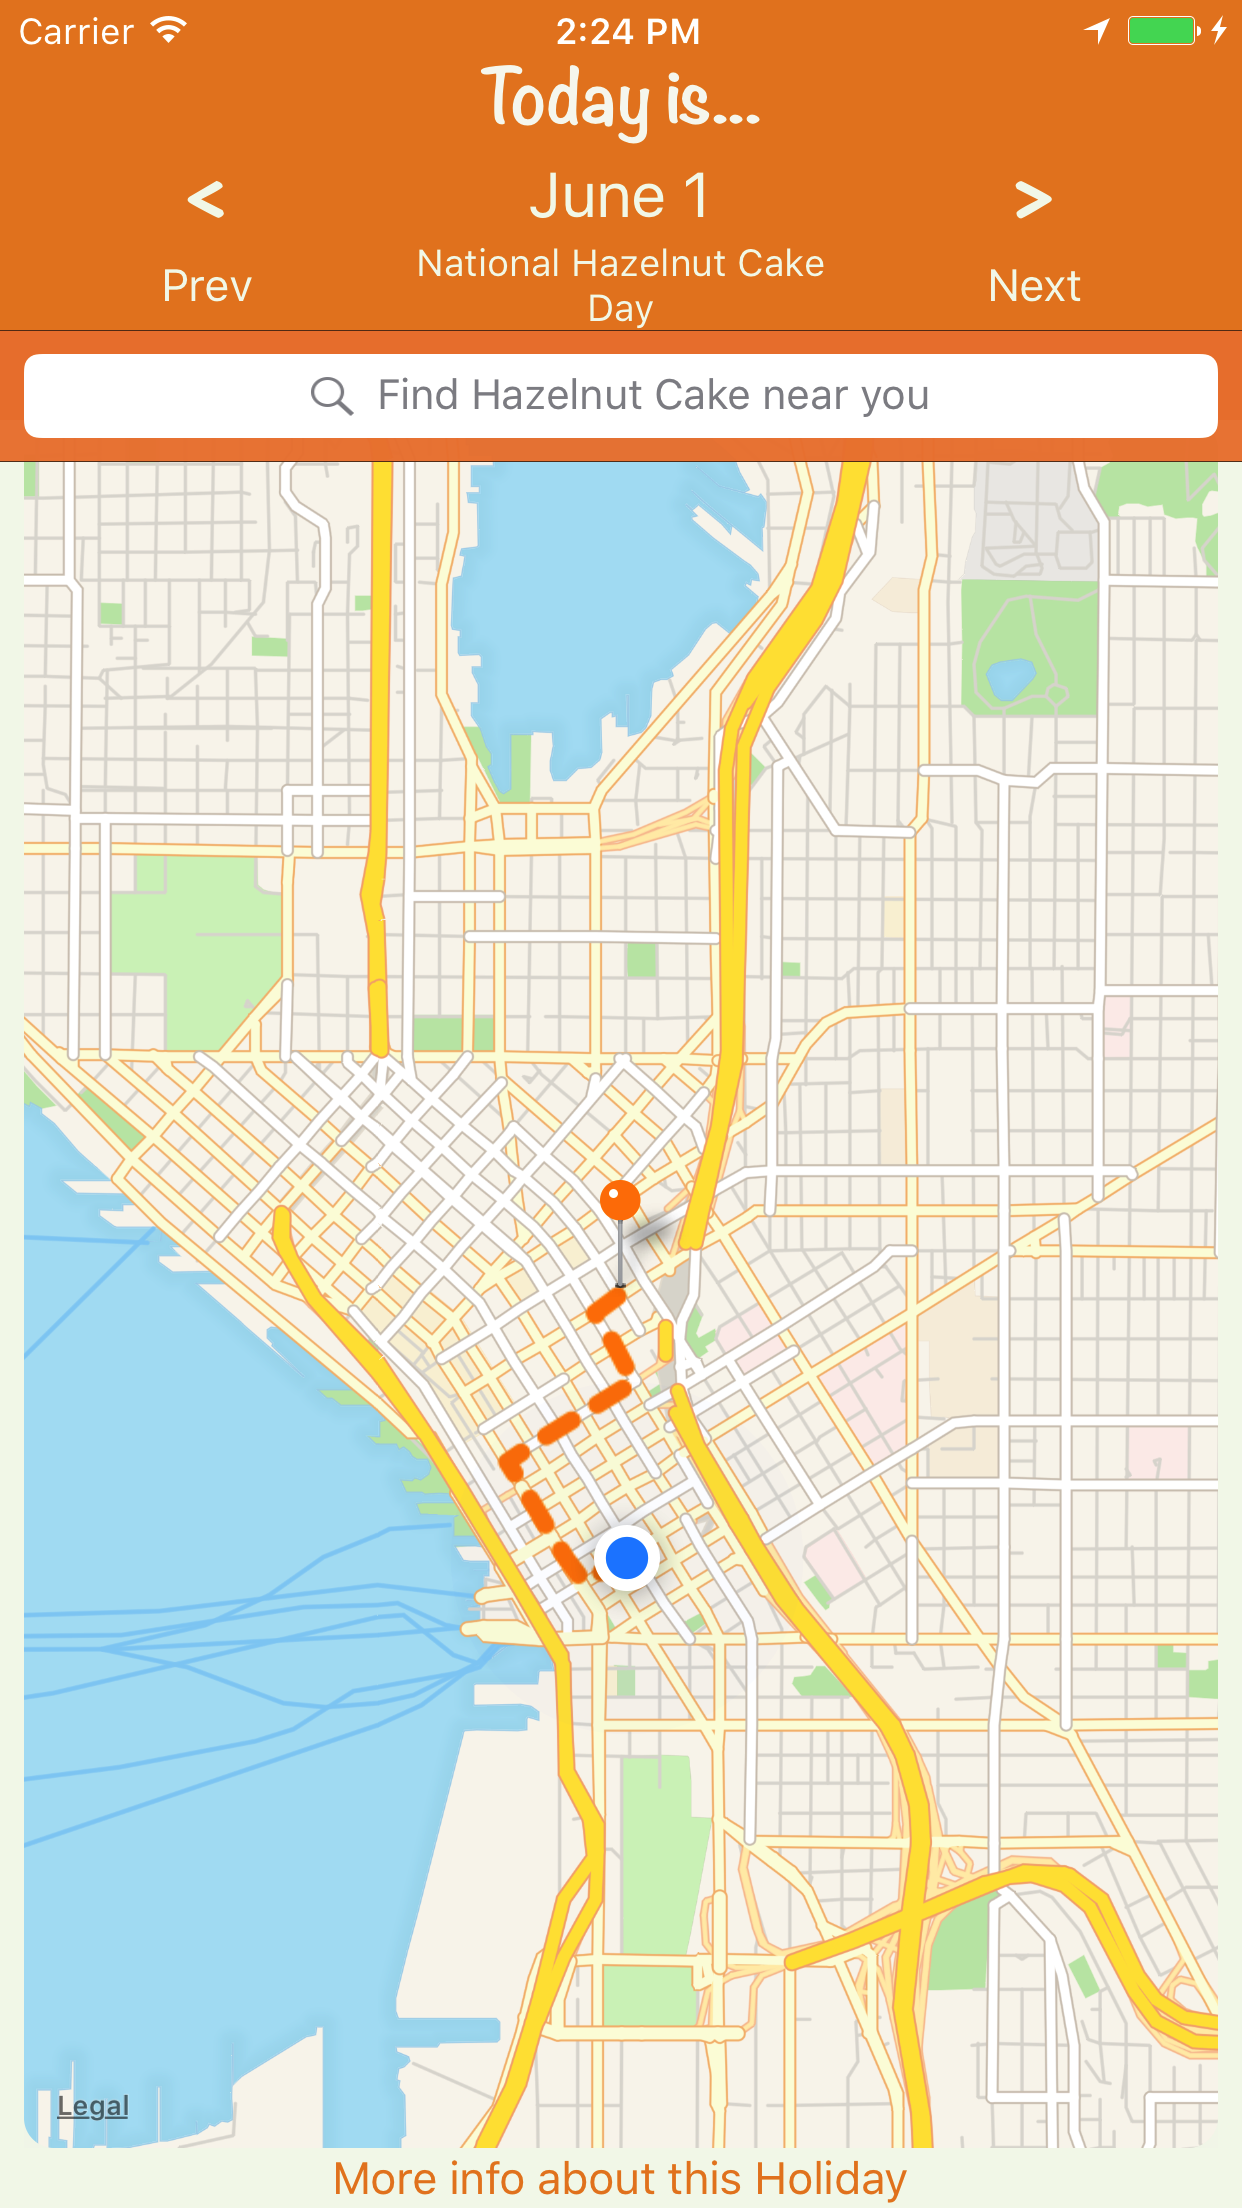 Carrier 2:24 PM
Today is...
< June 1 >
Prev National Hazelnut Cake Next
Day
Find Hazelnut Cake near you
Legal
More info about this Holiday